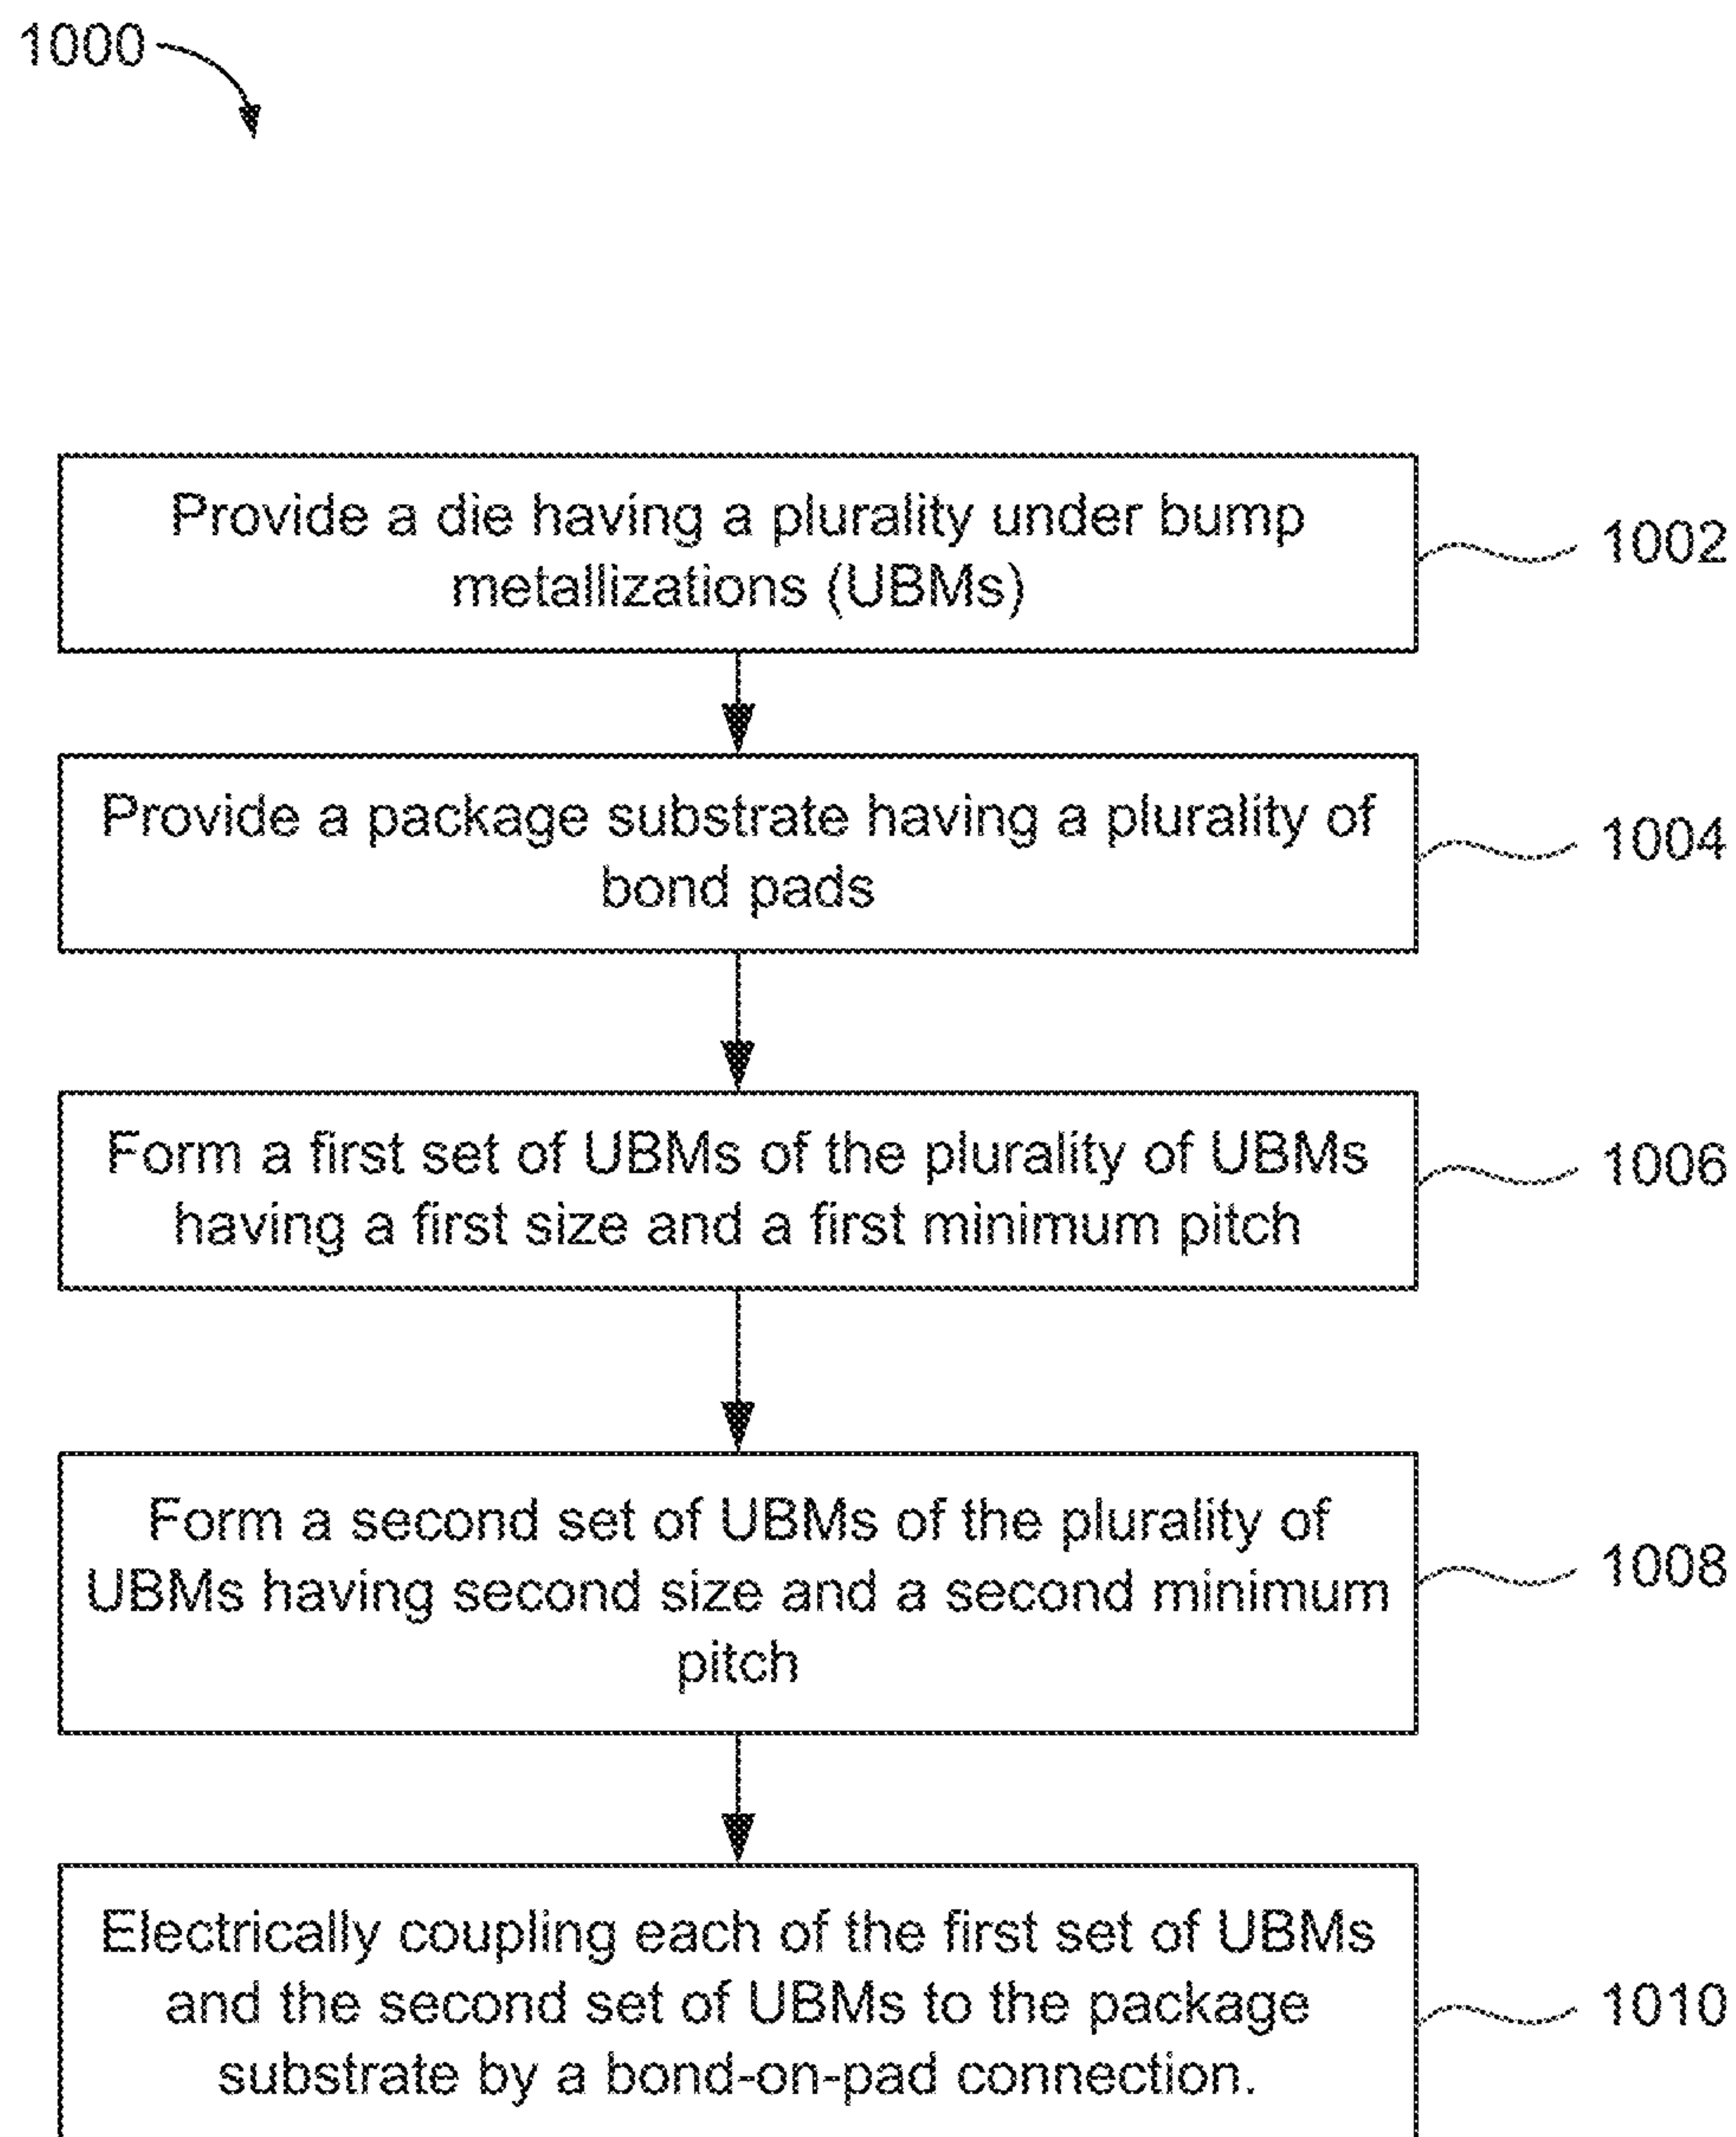 1000
Provide a die having a plurality under bump
metallizations (UBMs)
1002
Provide a package substrate having a plurality of
bond pads
1004
Form a first set of UBMs of the plurality of UBMs
having a first size and a first minimum pitch
1006
Form a second set of UBMs of the plurality of
UBMs having second size and a second minimum
pitch
1008
Electrically coupling each of the first set of UBMs
and the second set of UBMs to the package
substrate by a bond-on-pad connection.
1010